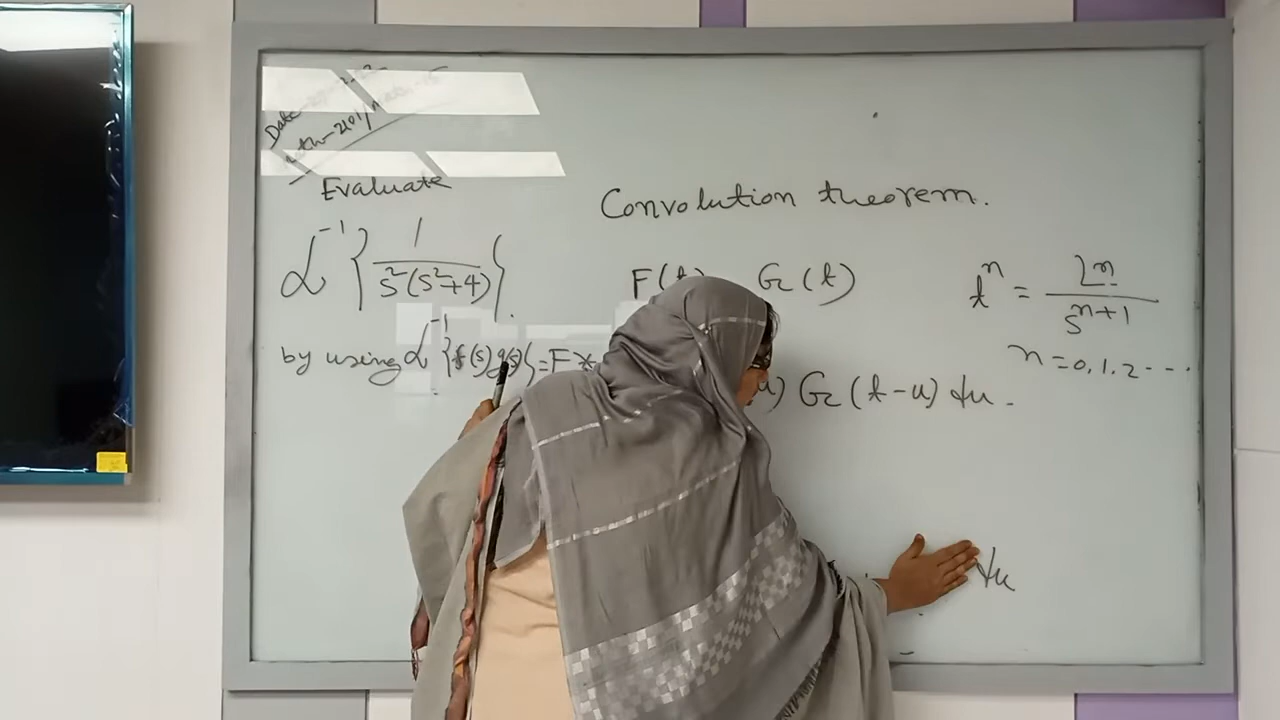 Date
Evaluate
Convolution theorem.
ℒ⁻¹ { 1 / s²(s²+4) }.
F(t) G(t)
tⁿ = ∟n / sⁿ⁺¹
n = 0, 1, 2 ---
by using ℒ⁻¹ {f(s) g(s)} = F *
u) G(t-u) du.
du